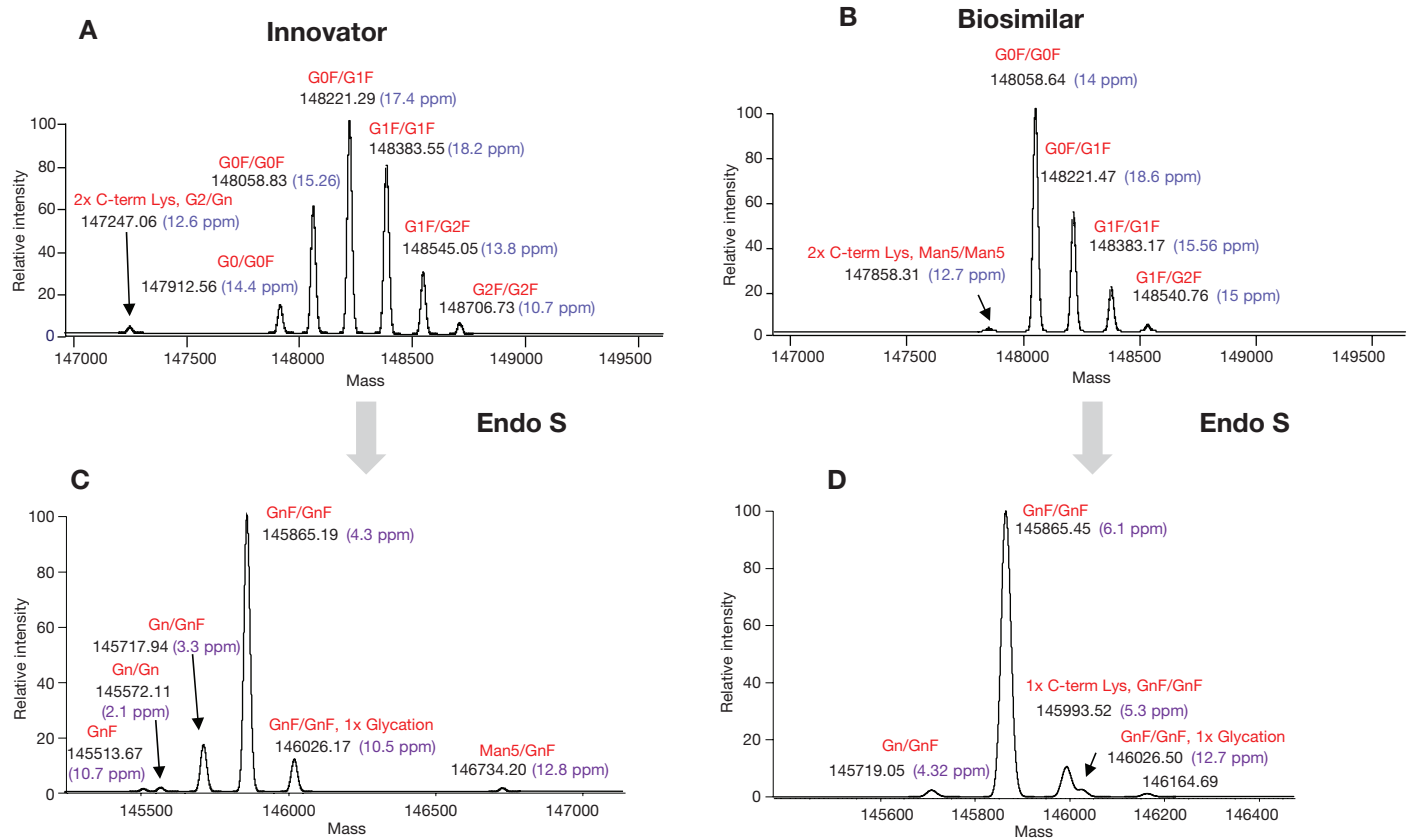 A
Innovator
G0F/G1F
148221.29 (17.4 ppm)
G1F/G1F
148383.55 (18.2 ppm)
G0F/G0F
148058.83 (15.26)
2x C-term Lys, G2/Gn
147247.06 (12.6 ppm)
G1F/G2F
148545.05 (13.8 ppm)
G0/G0F
147912.56 (14.4 ppm)
G2F/G2F
148706.73 (10.7 ppm)
Relative intensity
100
80
60
40
20
0
147000 147500 148000 148500 149000 149500
Mass
B
Biosimilar
G0F/G0F
148058.64 (14 ppm)
G0F/G1F
148221.47 (18.6 ppm)
G1F/G1F
148383.17 (15.56 ppm)
2x C-term Lys, Man5/Man5
147858.31 (12.7 ppm)
G1F/G2F
148540.76 (15 ppm)
Relative intensity
100
80
60
40
20
0
147000 147500 148000 148500 149000 149500
Mass
Endo S
Endo S
C
GnF/GnF
145865.19 (4.3 ppm)
Gn/GnF
145717.94 (3.3 ppm)
Gn/Gn
145572.11
(2.1 ppm)
GnF
145513.67
(10.7 ppm)
GnF/GnF, 1x Glycation
146026.17 (10.5 ppm)
Man5/GnF
146734.20 (12.8 ppm)
Relative intensity
100
80
60
40
20
0
145500 146000 146500 147000
Mass
D
GnF/GnF
145865.45 (6.1 ppm)
1x C-term Lys, GnF/GnF
145993.52 (5.3 ppm)
GnF/GnF, 1x Glycation
146026.50 (12.7 ppm)
146164.69
Gn/GnF
145719.05 (4.32 ppm)
Relative intensity
100
80
60
40
20
0
145600 145800 146000 146200 146400
Mass